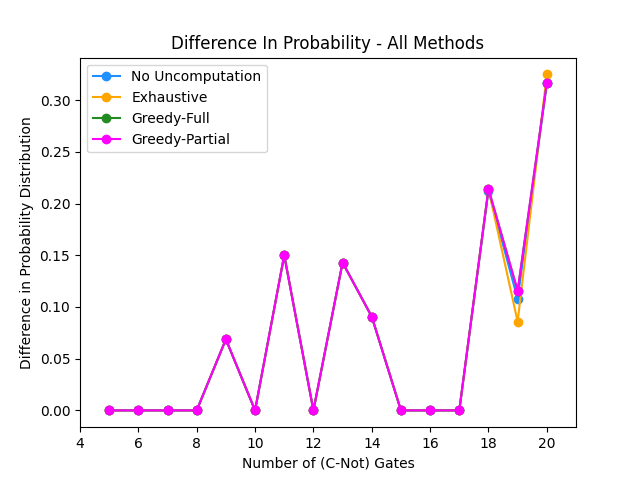 Difference In Probability - All Methods
No Uncomputation
Exhaustive
Greedy-Full
Greedy-Partial
Difference in Probability Distribution
0.30
0.25
0.20
0.15
0.10
0.05
0.00
4 6 8 10 12 14 16 18 20
Number of (C-Not) Gates